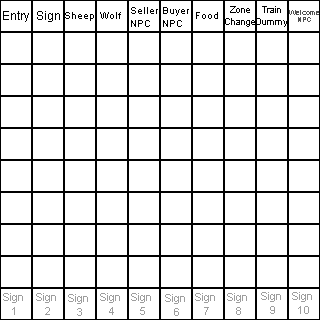 Entry Sign Sheep Wolf Seller NPC Buyer NPC Food Zone Change Train Dummy Welcome NPC
Sign 1 Sign 2 Sign 3 Sign 4 Sign 5 Sign 6 Sign 7 Sign 8 Sign 9 Sign 10